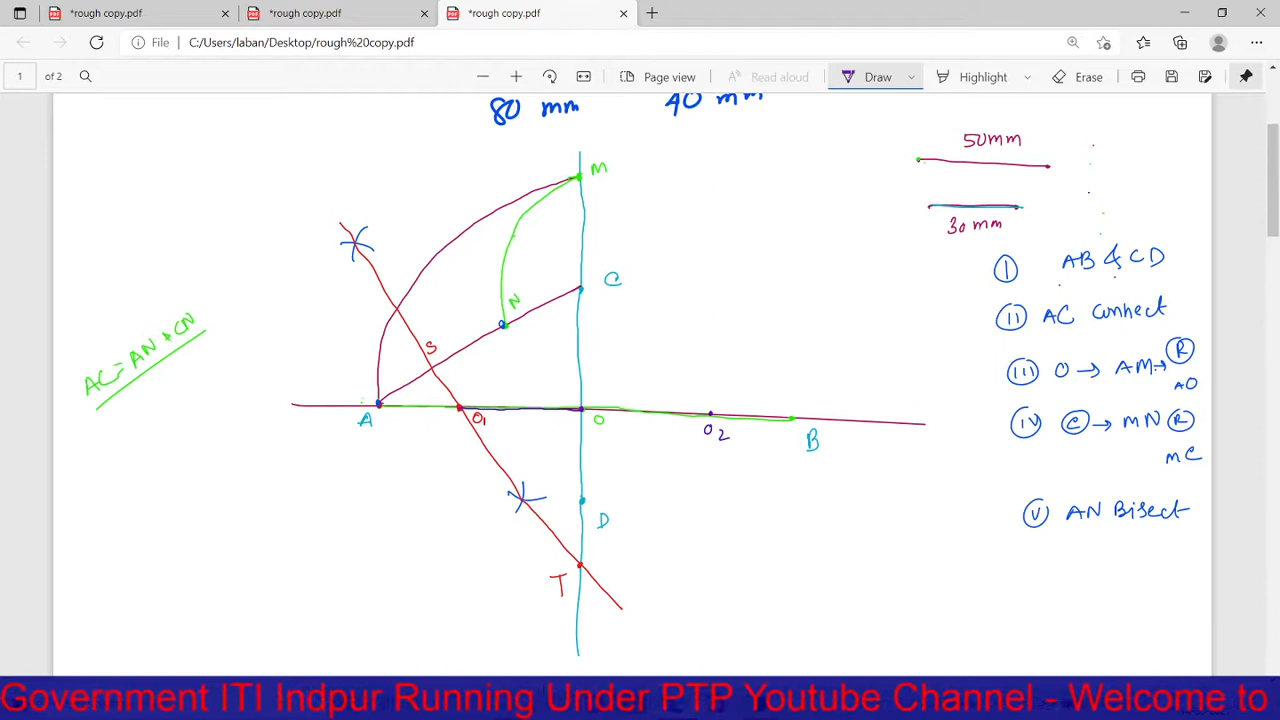 *rough copy.pdf
*rough copy.pdf
*rough copy.pdf
File
C:/Users/laban/Desktop/rough%20copy.pdf
1 of 2
Page view
Read aloud
Draw
Highlight
Erase
80 mm
40 mm
50mm
30 mm
M
C
N
S
A
O1
O
O2
B
D
T
AC = AN + CN
I AB & CD
II AC Connect
III O → AM → R
AO
IV C → MN R
MC
V AN Bisect
Government ITI Indpur Running Under PTP Youtube Channel - Welcome to